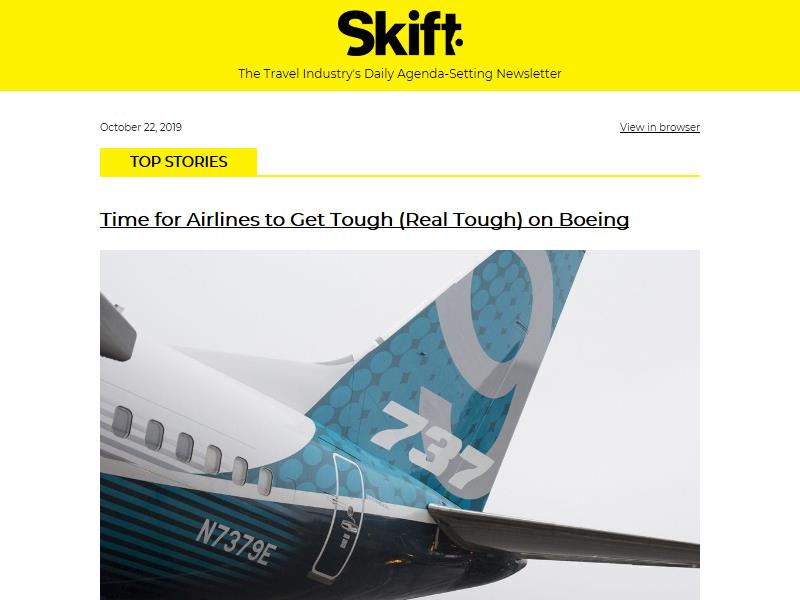 Skift
The Travel Industry's Daily Agenda-Setting Newsletter
October 22, 2019
View in browser
TOP STORIES
Time for Airlines to Get Tough (Real Tough) on Boeing
9
737
N7379E